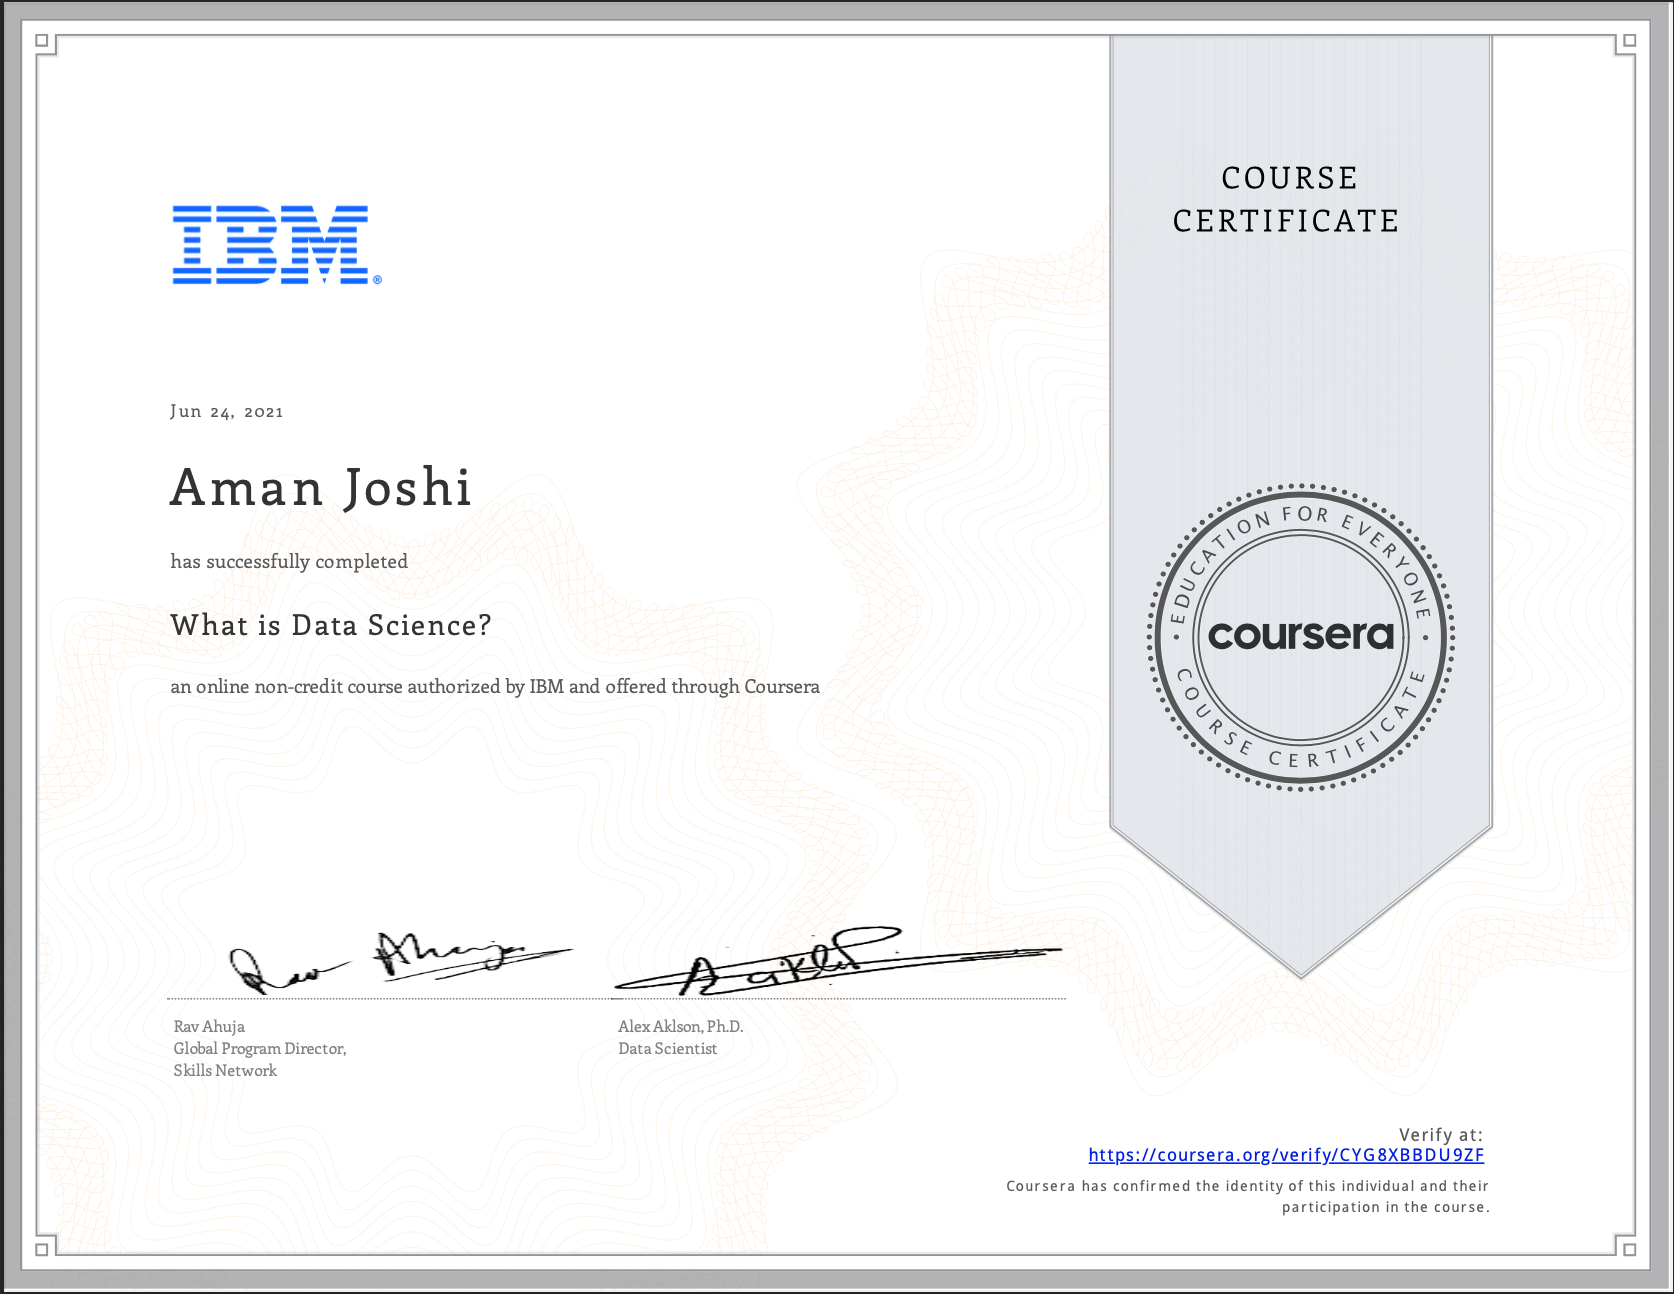 IBM®
COURSE
CERTIFICATE
Jun 24, 2021
Aman Joshi
has successfully completed
What is Data Science?
an online non-credit course authorized by IBM and offered through Coursera
EDUCATION FOR EVERYONE
coursera
COURSE CERTIFICATE
Rav Ahuja
Rav Ahuja
Global Program Director,
Skills Network
Alex Aklson, Ph.D.
Data Scientist
Verify at:
https://coursera.org/verify/CYG8XBBDU9ZF
Coursera has confirmed the identity of this individual and their
participation in the course.